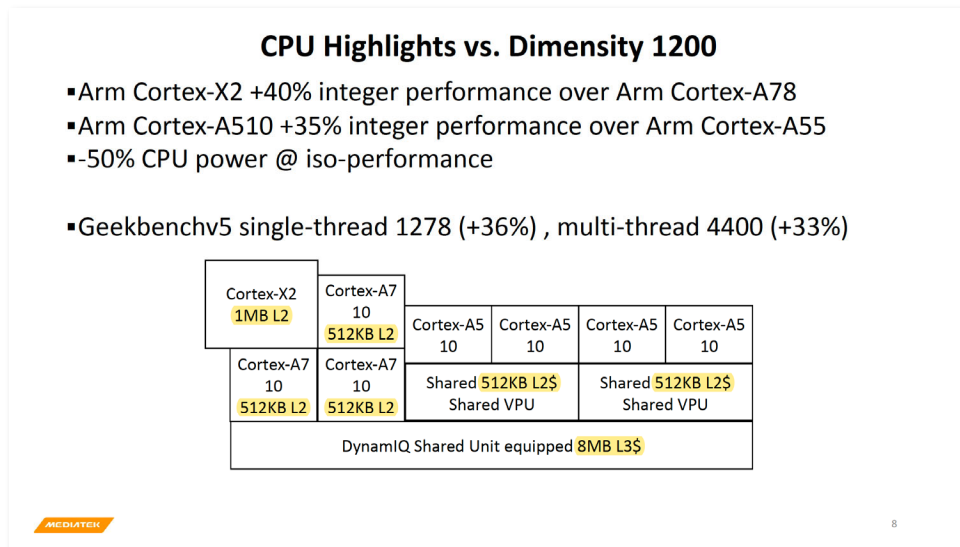 CPU Highlights vs. Dimensity 1200
▪Arm Cortex-X2 +40% integer performance over Arm Cortex-A78
▪Arm Cortex-A510 +35% integer performance over Arm Cortex-A55
▪-50% CPU power @ iso-performance
▪Geekbenchv5 single-thread 1278 (+36%) , multi-thread 4400 (+33%)
Cortex-X2
1MB L2
Cortex-A7
10
512KB L2
Cortex-A5
10
Cortex-A5
10
Cortex-A5
10
Cortex-A5
10
Cortex-A7
10
512KB L2
Cortex-A7
10
512KB L2
Shared 512KB L2$
Shared VPU
Shared 512KB L2$
Shared VPU
DynamIQ Shared Unit equipped 8MB L3$
MEDIATEK
8